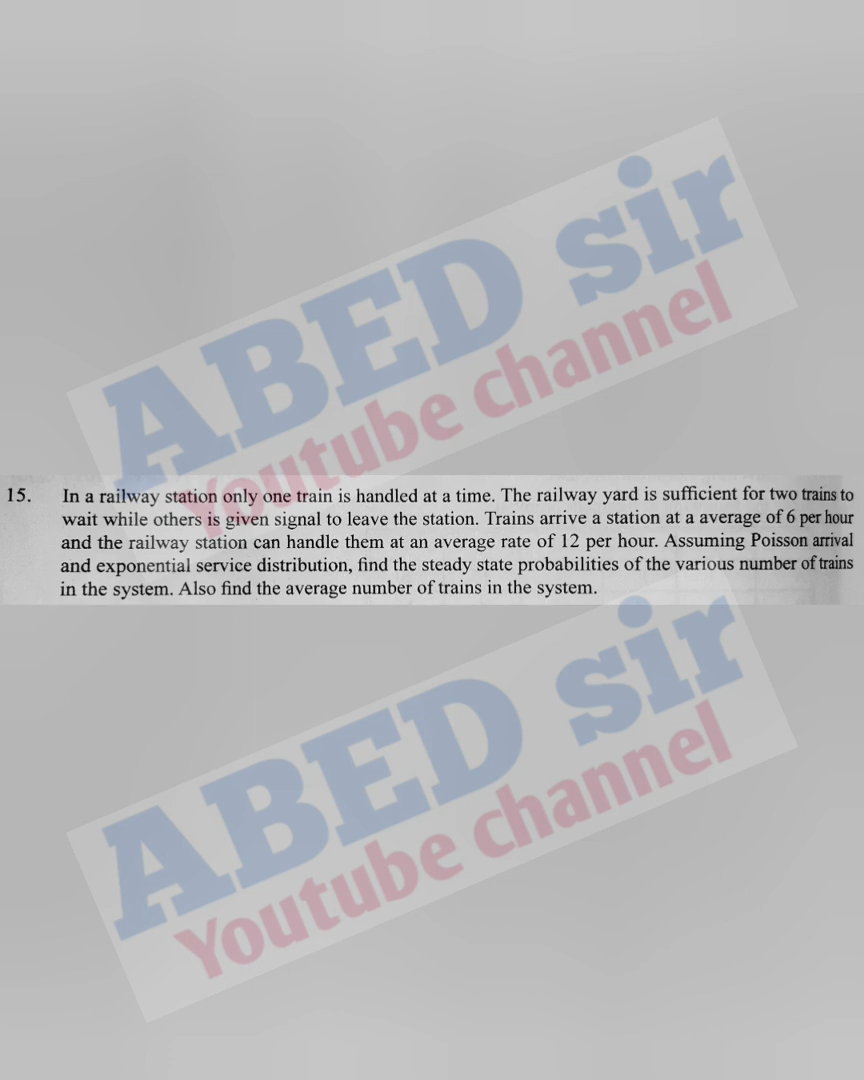 ABED sir
Youtube channel
15. In a railway station only one train is handled at a time. The railway yard is sufficient for two trains to
wait while others is given signal to leave the station. Trains arrive a station at a average of 6 per hour
and the railway station can handle them at an average rate of 12 per hour. Assuming Poisson arrival
and exponential service distribution, find the steady state probabilities of the various number of trains
in the system. Also find the average number of trains in the system.
ABED sir
Youtube channel